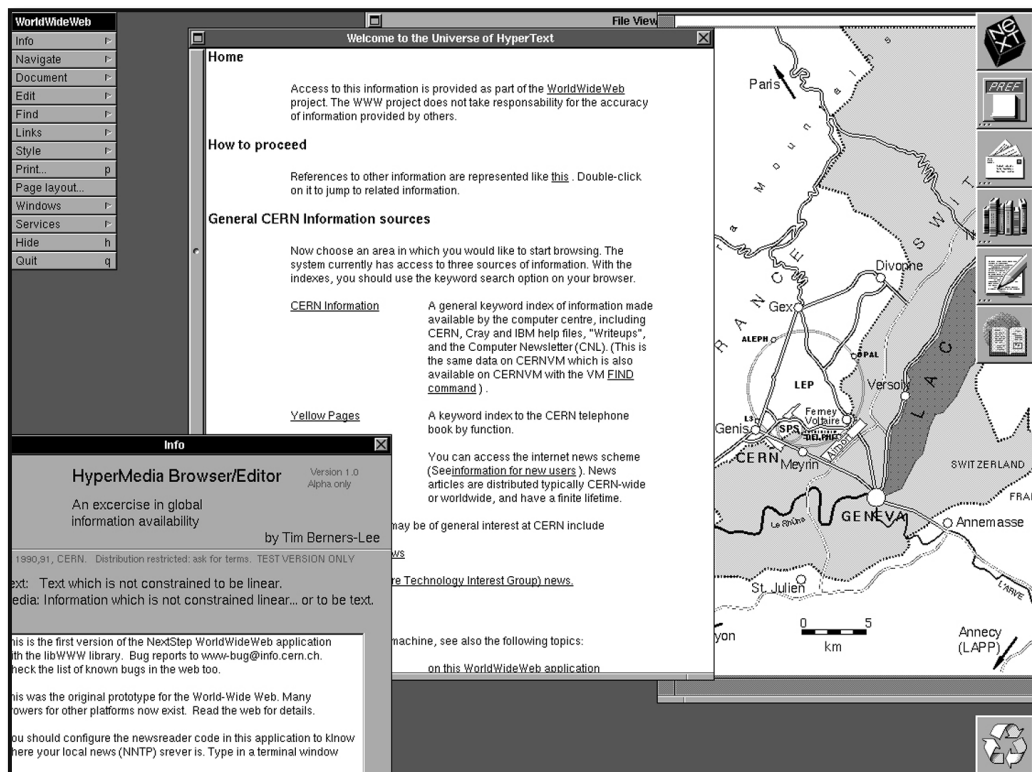 WorldWideWeb
Info
Navigate
Document
Edit
Find
Links
Style
Print... p
Page layout...
Windows
Services
Hide h
Quit q
File View
Welcome to the Universe of HyperText
Home
Access to this information is provided as part of the WorldWideWeb
project. The WWW project does not take responsibility for the accuracy
of information provided by others.
How to proceed
References to other information are represented like this . Double-click
on it to jump to related information.
General CERN Information sources
Now choose an area in which you would like to start browsing. The
system currently has access to three sources of information. With the
indexes, you should use the keyword search option on your browser.
CERN Information
A general keyword index of information made
available by the computer centre, including
CERN, Cray and IBM help files, "Writeups",
and the Computer Newsletter (CNL). (This is
the same data on CERNVM which is also
available on CERNVM with the VM FIND
command ) .
Yellow Pages
A keyword index to the CERN telephone
book by function.
You can access the internet news scheme
(See information for new users ). News
articles are distributed typically CERN-wide
or worldwide, and have a finite lifetime.
may be of general interest at CERN include
ws
re Technology Interest Group) news.
machine, see also the following topics:
on this WorldWideWeb application
Info
HyperMedia Browser/Editor
Version 1.0
Alpha only
An excercise in global
information availability
by Tim Berners-Lee
1990,91, CERN. Distribution restricted: ask for terms. TEST VERSION ONLY
ext: Text which is not constrained to be linear.
edia: Information which is not constrained linear... or to be text.
his is the first version of the NextStep WorldWideWeb application
ith the libWWW library. Bug reports to www-bug@info.cern.ch.
heck the list of known bugs in the web too.
his was the original prototype for the World-Wide Web. Many
rowers for other platforms now exist. Read the web for details.
ou should configure the newsreader code in this application to klnow
here your local news (NNTP) srever is. Type in a terminal window
Paris
Mountains
SWIT
FRANCE
Divonne
Gex
ALEPH
OPAL
LEP
LAC
Versoix
L3
Ferney
Voltaire
Genis
SPS
DELPHI
Airport
CERN
Meyrin
SWITZERLAND
FRA
GENEVA
Le Rhône
Annemasse
St. Julien
L'ARVE
yon
0 5
km
Annecy
(LAPP)
NeXT
PREF